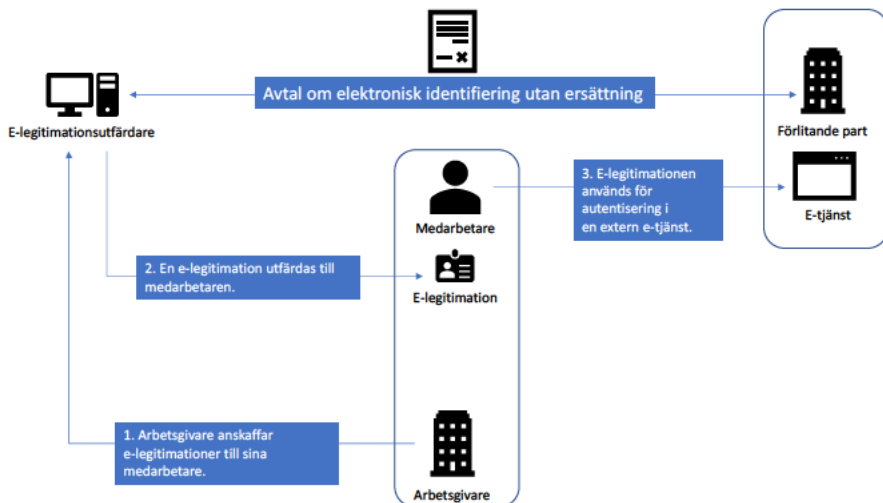 Avtal om elektronisk identifiering utan ersättning
E-legitimationsutfärdare
Förlitande part
3. E-legitimationen
används för
autentisering i
en extern e-tjänst.
E-tjänst
Medarbetare
2. En e-legitimation utfärdas till
medarbetaren.
E-legitimation
1. Arbetsgivare anskaffar
e-legitimationer till sina
medarbetare.
Arbetsgivare